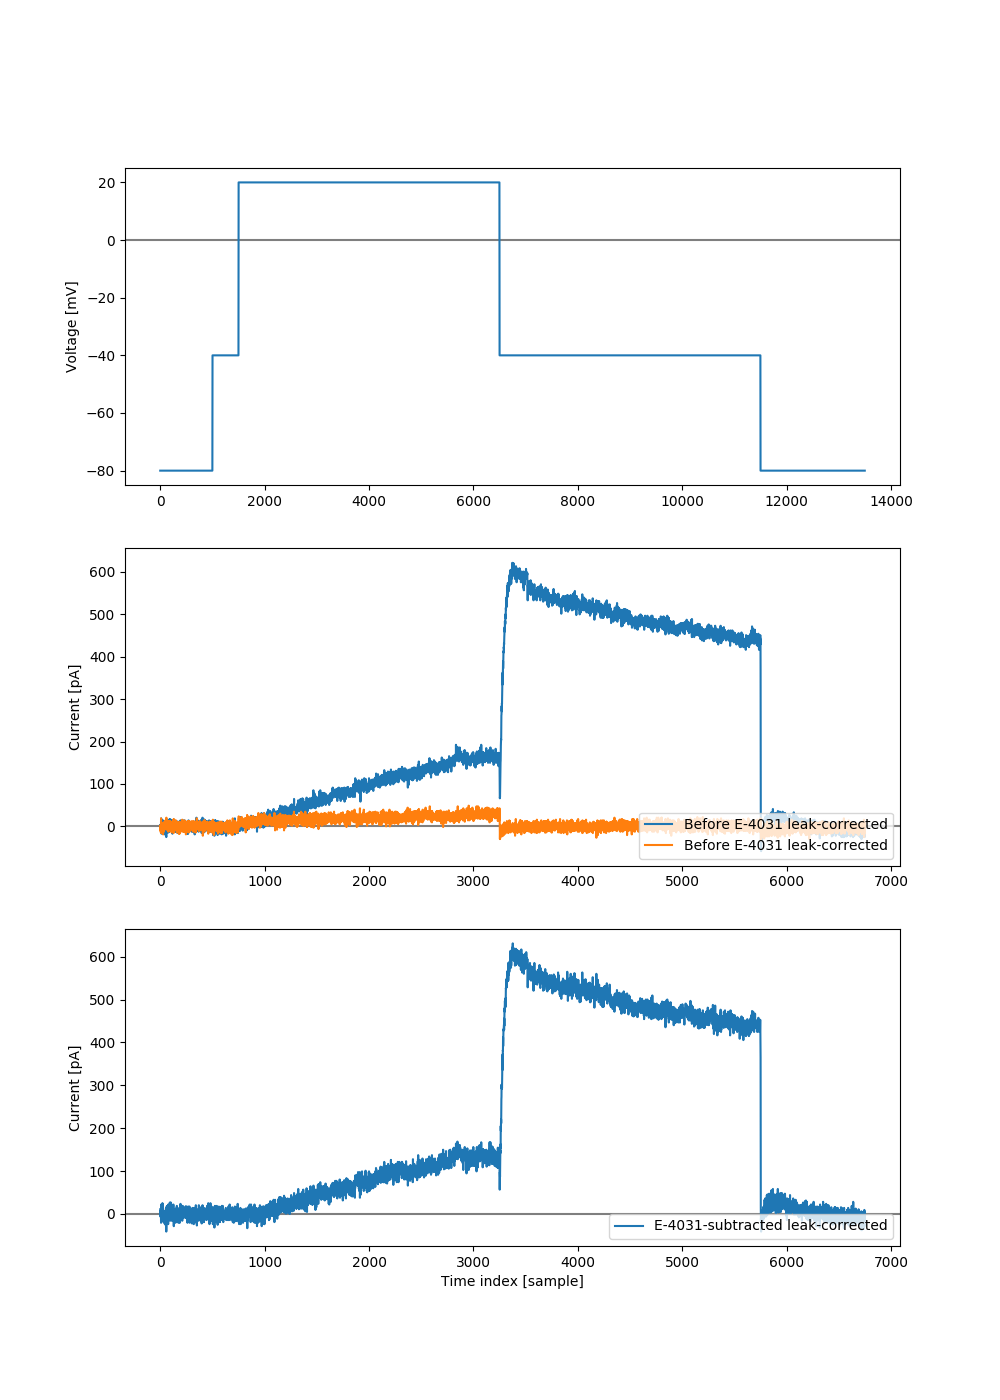 Voltage [mV]
20
0
−20
−40
−60
−80
0 2000 4000 6000 8000 10000 12000 14000
Current [pA]
600
500
400
300
200
100
0
Before E-4031 leak-corrected
Before E-4031 leak-corrected
0 1000 2000 3000 4000 5000 6000 7000
Current [pA]
600
500
400
300
200
100
0
E-4031-subtracted leak-corrected
0 1000 2000 3000 4000 5000 6000 7000
Time index [sample]